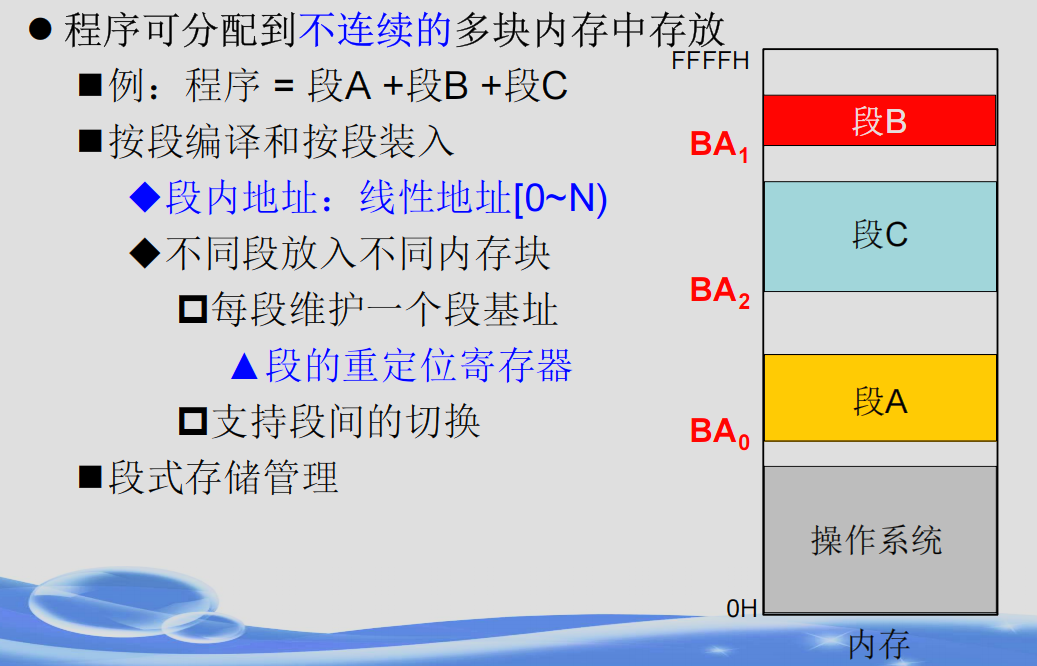 ● 程序可分配到不连续的多块内存中存放
■例：程序 = 段A +段B +段C
■按段编译和按段装入
◆段内地址：线性地址[0~N)
◆不同段放入不同内存块
每段维护一个段基址
▲段的重定位寄存器
支持段间的切换
■段式存储管理
FFFFH
段B
BA1
段C
BA2
段A
BA0
操作系统
0H
内存